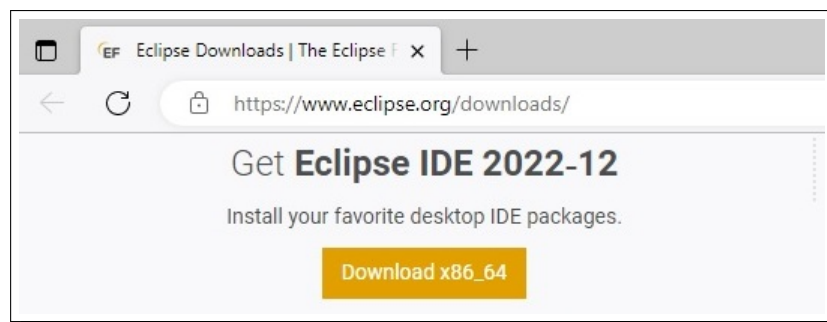 EF Eclipse Downloads | The Eclipse F
https://www.eclipse.org/downloads/
Get Eclipse IDE 2022-12
Install your favorite desktop IDE packages.
Download x86_64